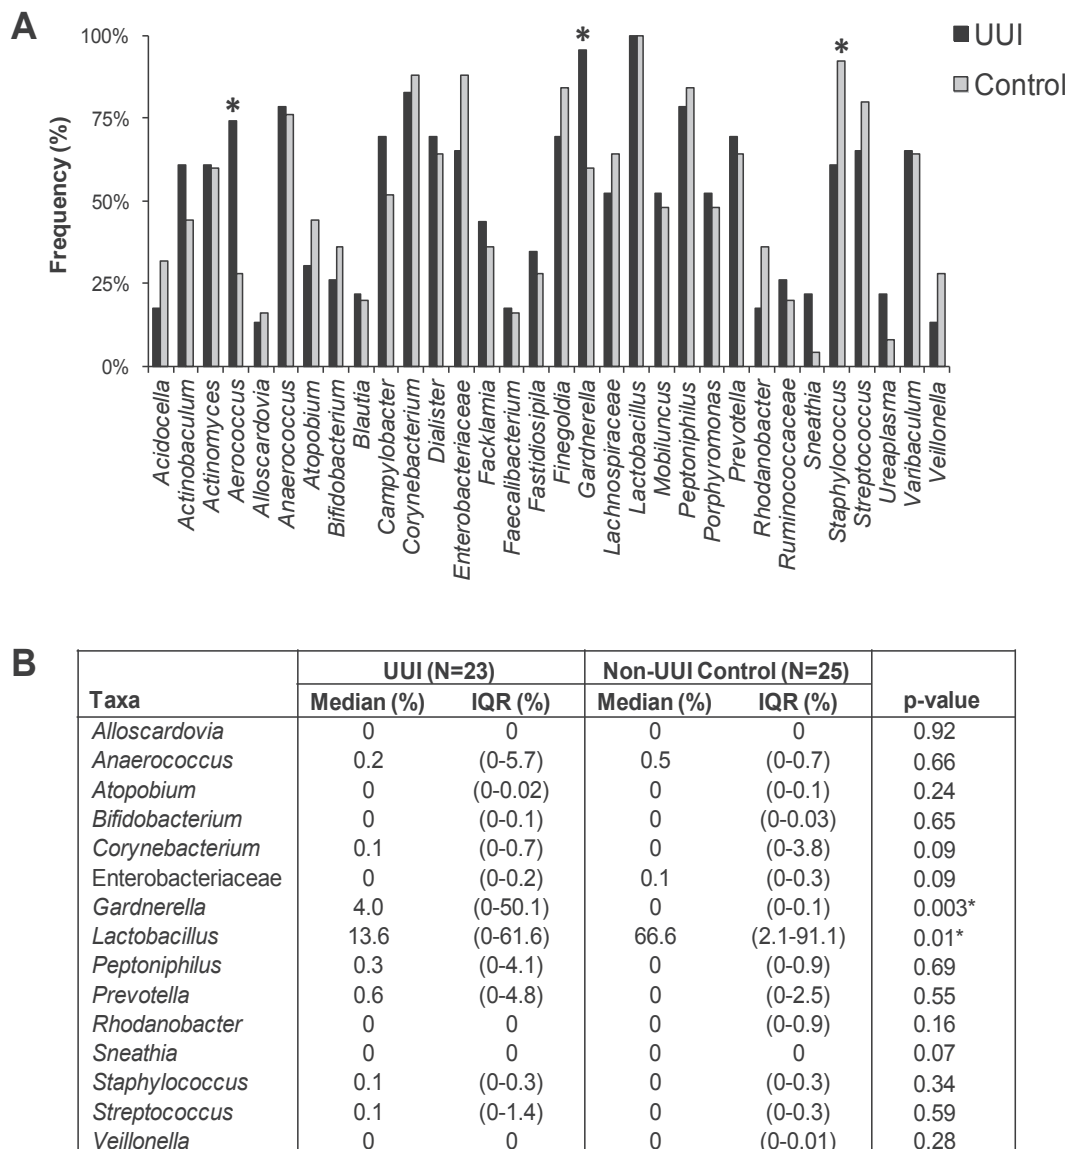 A
100%
75%
50%
25%
0%
Frequency (%)
*
*
*
UUI
Control
Acidocella
Actinobaculum
Actinomyces
Aerococcus
Alloscardovia
Anaerococcus
Atopobium
Bifidobacterium
Blautia
Campylobacter
Corynebacterium
Dialister
Enterobacteriaceae
Facklamia
Faecalibacterium
Fastidiosipila
Finegoldia
Gardnerella
Lachnospiraceae
Lactobacillus
Mobiluncus
Peptoniphilus
Porphyromonas
Prevotella
Rhodanobacter
Ruminococcaceae
Sneathia
Staphylococcus
Streptococcus
Ureaplasma
Varibaculum
Veillonella
B
UUI (N=23) Non-UUI Control (N=25)
Taxa Median (%) IQR (%) Median (%) IQR (%) p-value
Alloscardovia 0 0 0 0 0.92
Anaerococcus 0.2 (0-5.7) 0.5 (0-0.7) 0.66
Atopobium 0 (0-0.02) 0 (0-0.1) 0.24
Bifidobacterium 0 (0-0.1) 0 (0-0.03) 0.65
Corynebacterium 0.1 (0-0.7) 0 (0-3.8) 0.09
Enterobacteriaceae 0 (0-0.2) 0.1 (0-0.3) 0.09
Gardnerella 4.0 (0-50.1) 0 (0-0.1) 0.003*
Lactobacillus 13.6 (0-61.6) 66.6 (2.1-91.1) 0.01*
Peptoniphilus 0.3 (0-4.1) 0 (0-0.9) 0.69
Prevotella 0.6 (0-4.8) 0 (0-2.5) 0.55
Rhodanobacter 0 0 0 (0-0.9) 0.16
Sneathia 0 0 0 0 0.07
Staphylococcus 0.1 (0-0.3) 0 (0-0.3) 0.34
Streptococcus 0.1 (0-1.4) 0 (0-0.3) 0.59
Veillonella 0 0 0 (0-0.01) 0.28